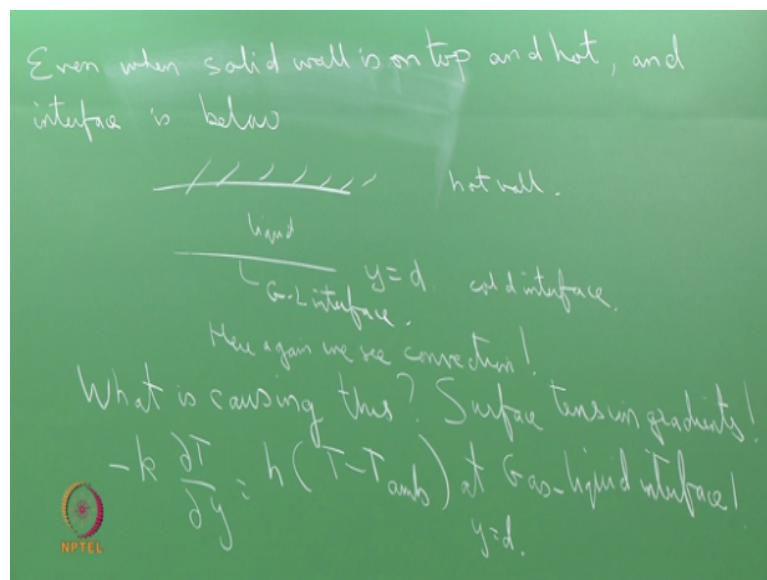 Even when solid wall is on top and hot, and
interface is below
hot wall.
liquid
y=d. cold interface.
G-L interface.
Here again we see convection!
What is causing this? Surface tension gradients!
-k ∂T/∂y = h(T-Tamb) at Gas-liquid interface!
y=d.
NPTEL